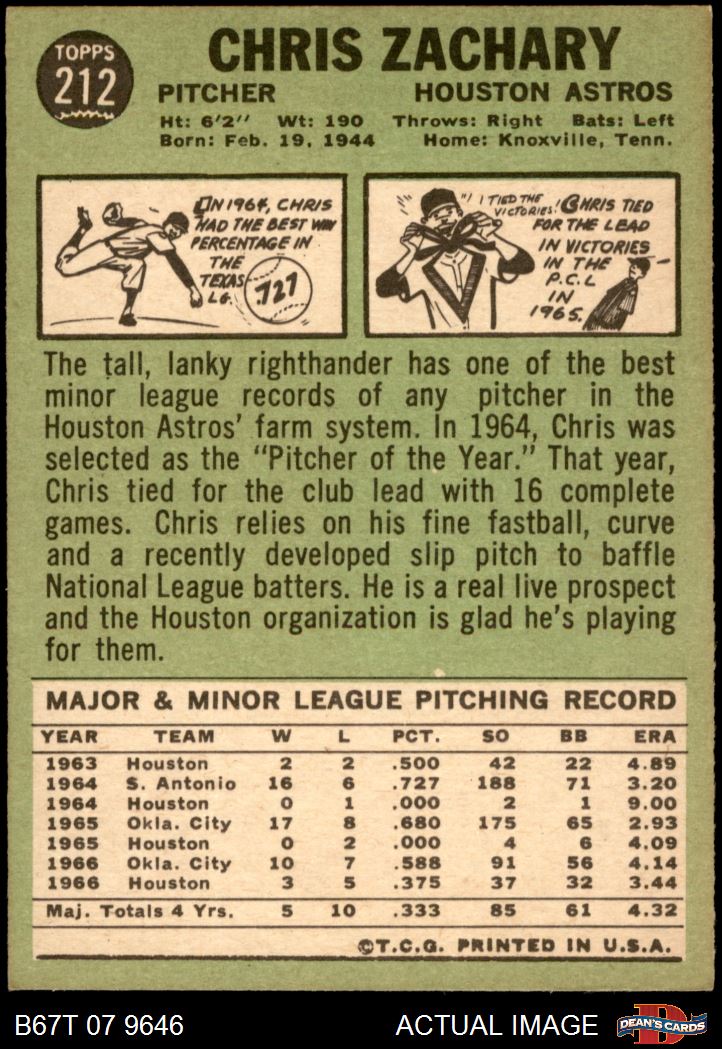 TOPPS
212
CHRIS ZACHARY
PITCHER HOUSTON ASTROS
Ht: 6'2" Wt: 190 Throws: Right Bats: Left
Born: Feb. 19, 1944 Home: Knoxville, Tenn.
IN 1964, CHRIS
HAD THE BEST WIN
PERCENTAGE IN
THE
TEXAS
LG.
.727
"I TIED THE
VICTORIES!
CHRIS TIED
FOR THE LEAD
IN VICTORIES
IN THE
P.C.L
IN
1965.
The tall, lanky righthander has one of the best
minor league records of any pitcher in the
Houston Astros' farm system. In 1964, Chris was
selected as the "Pitcher of the Year." That year,
Chris tied for the club lead with 16 complete
games. Chris relies on his fine fastball, curve
and a recently developed slip pitch to baffle
National League batters. He is a real live prospect
and the Houston organization is glad he's playing
for them.
MAJOR & MINOR LEAGUE PITCHING RECORD
YEAR TEAM W L PCT. SO BB ERA
1963 Houston 2 2 .500 42 22 4.89
1964 S. Antonio 16 6 .727 188 71 3.20
1964 Houston 0 1 .000 2 1 9.00
1965 Okla. City 17 8 .680 175 65 2.93
1965 Houston 0 2 .000 4 6 4.09
1966 Okla. City 10 7 .588 91 56 4.14
1966 Houston 3 5 .375 37 32 3.44
Maj. Totals 4 Yrs. 5 10 .333 85 61 4.32
©T.C.G. PRINTED IN U.S.A.
B67T 07 9646 ACTUAL IMAGE
D
DEAN'S CARDS